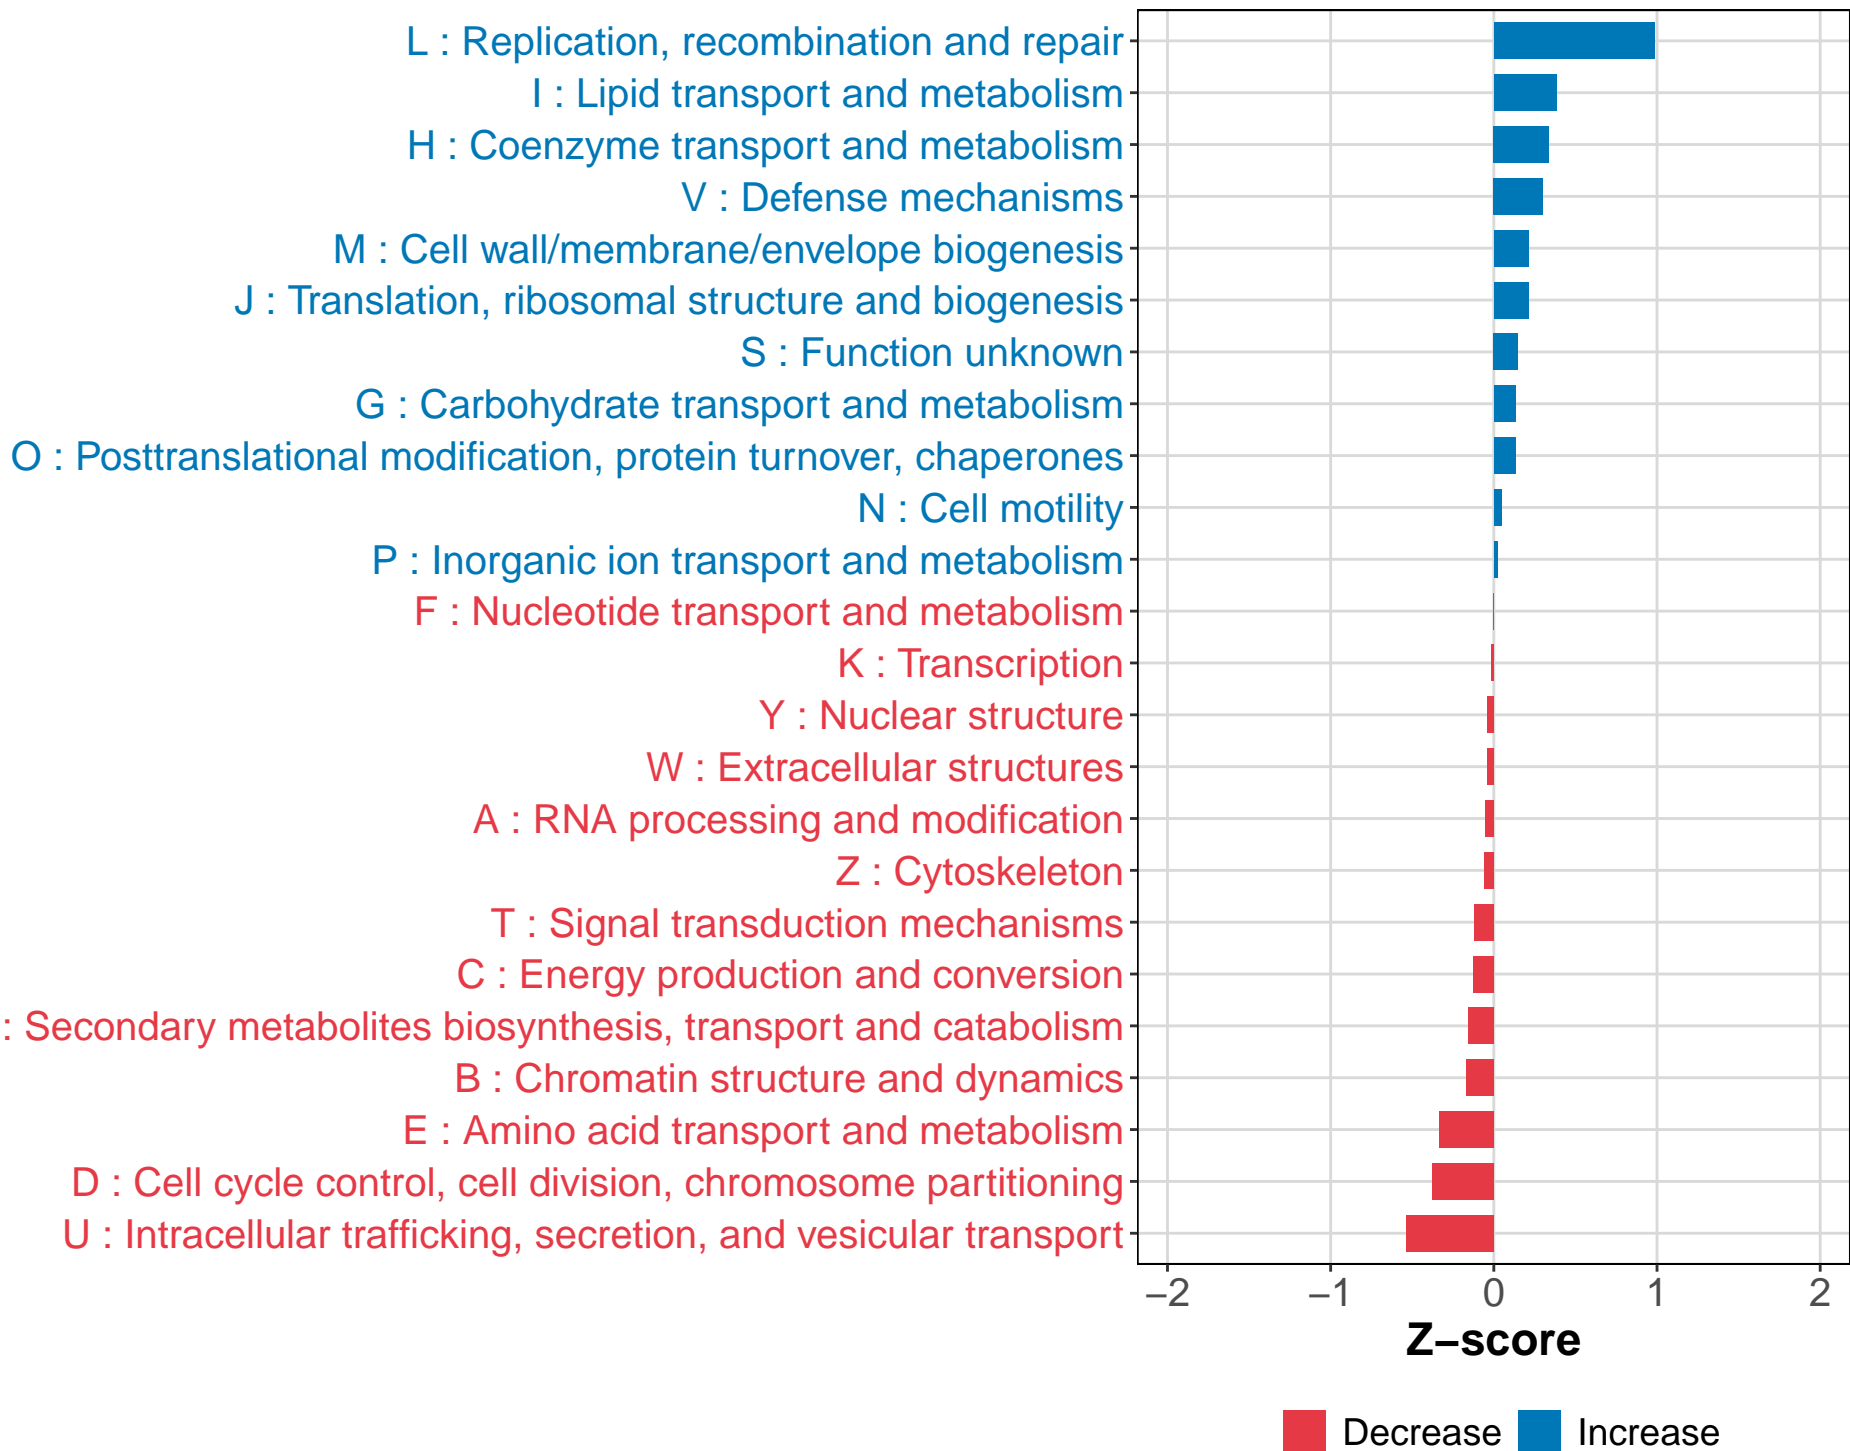 L : Replication, recombination and repair
I : Lipid transport and metabolism
H : Coenzyme transport and metabolism
V : Defense mechanisms
M : Cell wall/membrane/envelope biogenesis
J : Translation, ribosomal structure and biogenesis
S : Function unknown
G : Carbohydrate transport and metabolism
O : Posttranslational modification, protein turnover, chaperones
N : Cell motility
P : Inorganic ion transport and metabolism
F : Nucleotide transport and metabolism
K : Transcription
Y : Nuclear structure
W : Extracellular structures
A : RNA processing and modification
Z : Cytoskeleton
T : Signal transduction mechanisms
C : Energy production and conversion
: Secondary metabolites biosynthesis, transport and catabolism
B : Chromatin structure and dynamics
E : Amino acid transport and metabolism
D : Cell cycle control, cell division, chromosome partitioning
U : Intracellular trafficking, secretion, and vesicular transport
−2 −1 0 1 2
Z−score
Decrease Increase